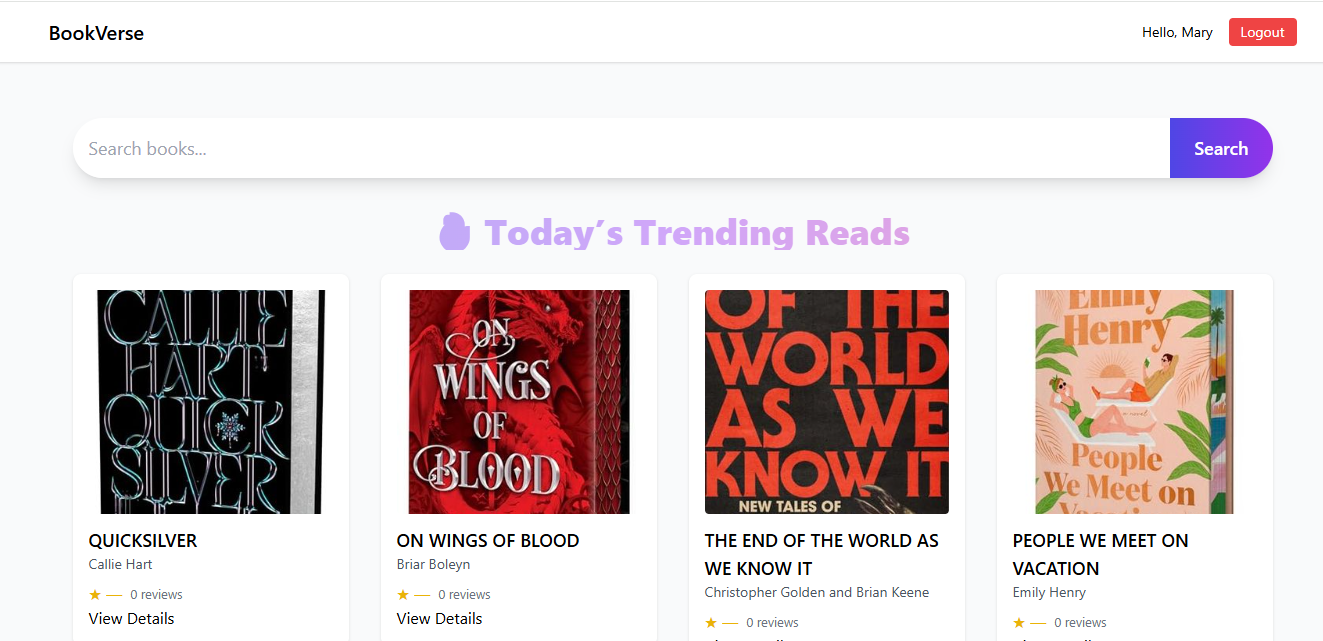 BookVerse
Hello, Mary
Logout
Search books...
Search
Today's Trending Reads
CALLIE
HART
QUICK
SILVER
QUICKSILVER
Callie Hart
★ — 0 reviews
View Details
ON
WINGS
OF
BLOOD
ON WINGS OF BLOOD
Briar Boleyn
★ — 0 reviews
View Details
OF THE
WORLD
AS WE
KNOW IT
NEW TALES OF
THE END OF THE WORLD AS
WE KNOW IT
Christopher Golden and Brian Keene
★ — 0 reviews
Emily
Henry
a novel
People
We Meet on
Vacation
PEOPLE WE MEET ON
VACATION
Emily Henry
★ — 0 reviews